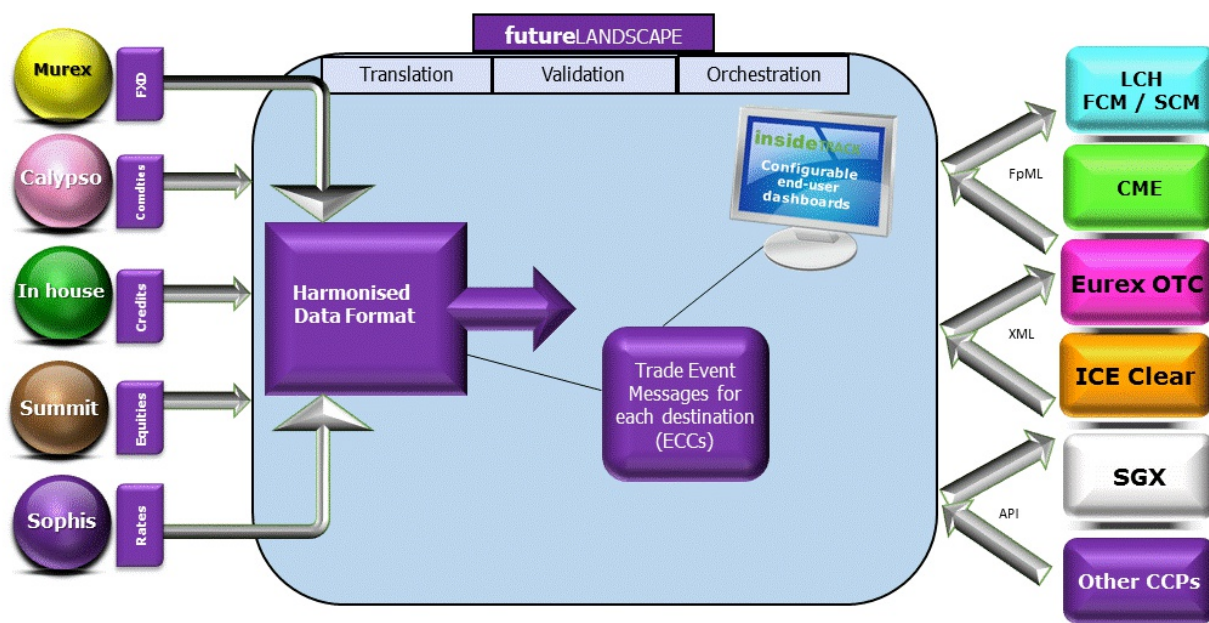 futureLANDSCAPE
Translation
Validation
Orchestration
Murex
FXD
Calypso
Comdties
In house
Credits
Summit
Equities
Sophis
Rates
Harmonised
Data Format
insideTRACK
Configurable
end-user
dashboards
Trade Event
Messages for
each destination
(ECCs)
FpML
XML
API
LCH
FCM / SCM
CME
Eurex OTC
ICE Clear
SGX
Other CCPs